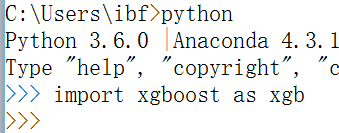 C:\Users\ibf>python
Python 3.6.0 |Anaconda 4.3.1
Type "help", "copyright", "c
>>> import xgboost as xgb
>>>